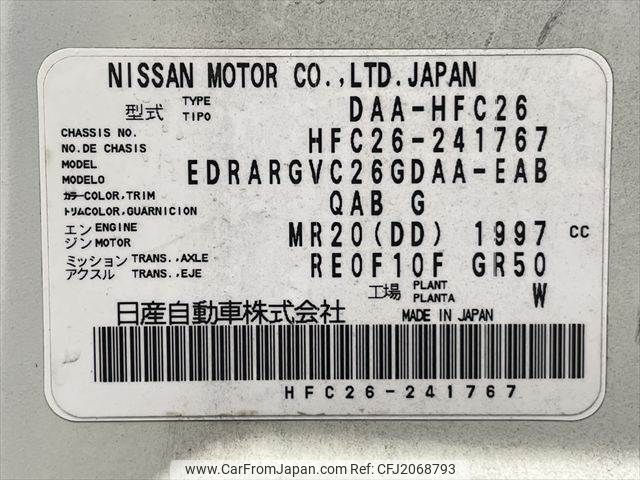 NISSAN MOTOR CO.,LTD.JAPAN
型式 TYPE TIPO DAA-HFC26
CHASSIS NO. NO.DE CHASIS HFC26-241767
MODEL MODELO EDRARGVC26GDAA-EAB
カラーCOLOR,TRIM トリムCOLOR,GUARNICION QAB G
エンジン ENGINE MOTOR MR20(DD) 1997 CC
ミッション TRANS.,AXLE アクスル TRANS.,EJE RE0F10F GR50
工場 PLANT PLANTA W
日産自動車株式会社 MADE IN JAPAN
HFC26-241767
www.CarFromJapan.com | CFJ2068793